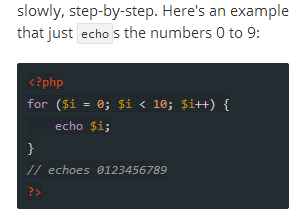 slowly, step-by-step. Here's an example
that just echo s the numbers 0 to 9:
<?php
for ($i = 0; $i < 10; $i++) {
    echo $i;
}
// echoes 0123456789
?>